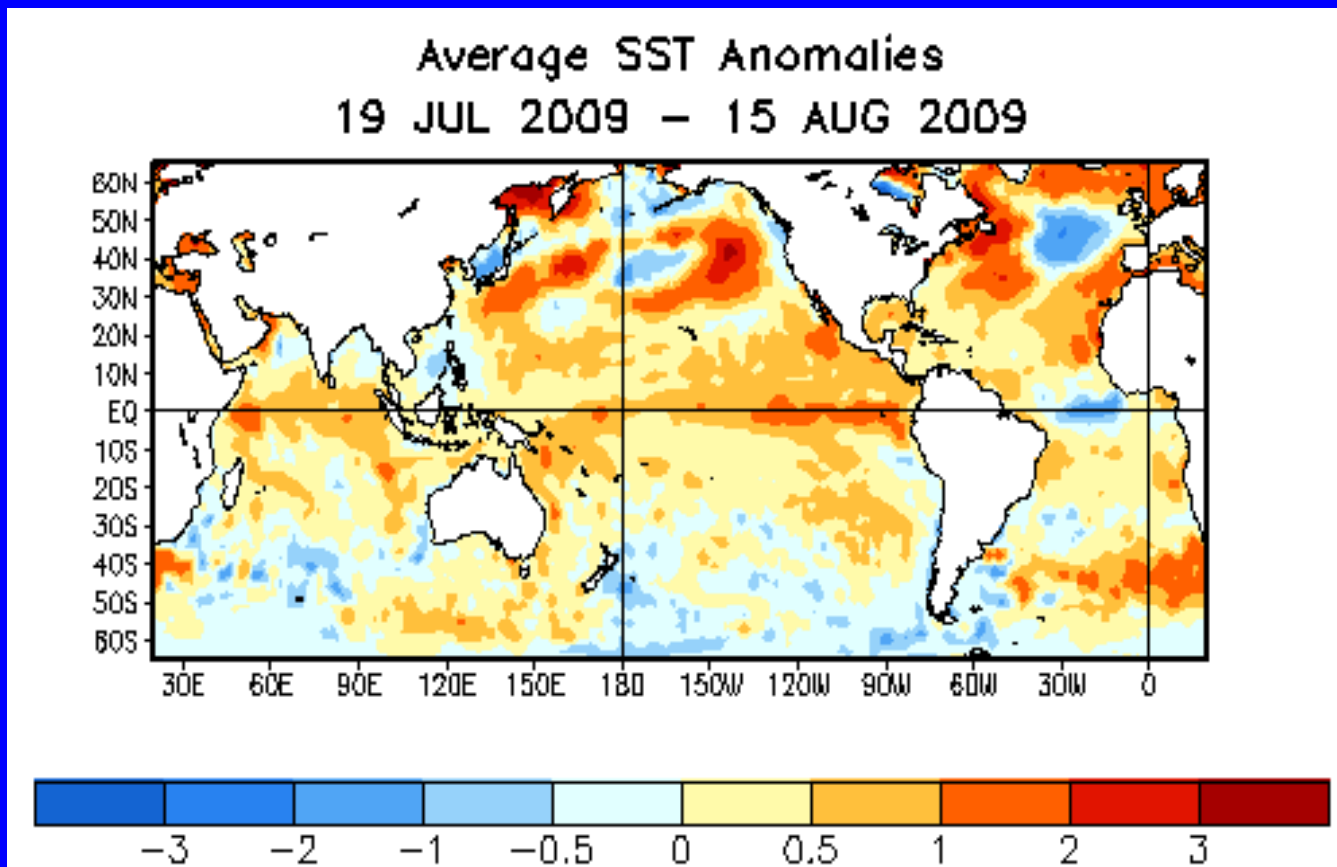 Average SST Anomalies
19 JUL 2009 – 15 AUG 2009
60N
50N
40N
30N
20N
10N
EQ
10S
20S
30S
40S
50S
60S
30E 60E 90E 120E 150E 180 150W 120W 90W 60W 30W 0
-3 -2 -1 -0.5 0 0.5 1 2 3